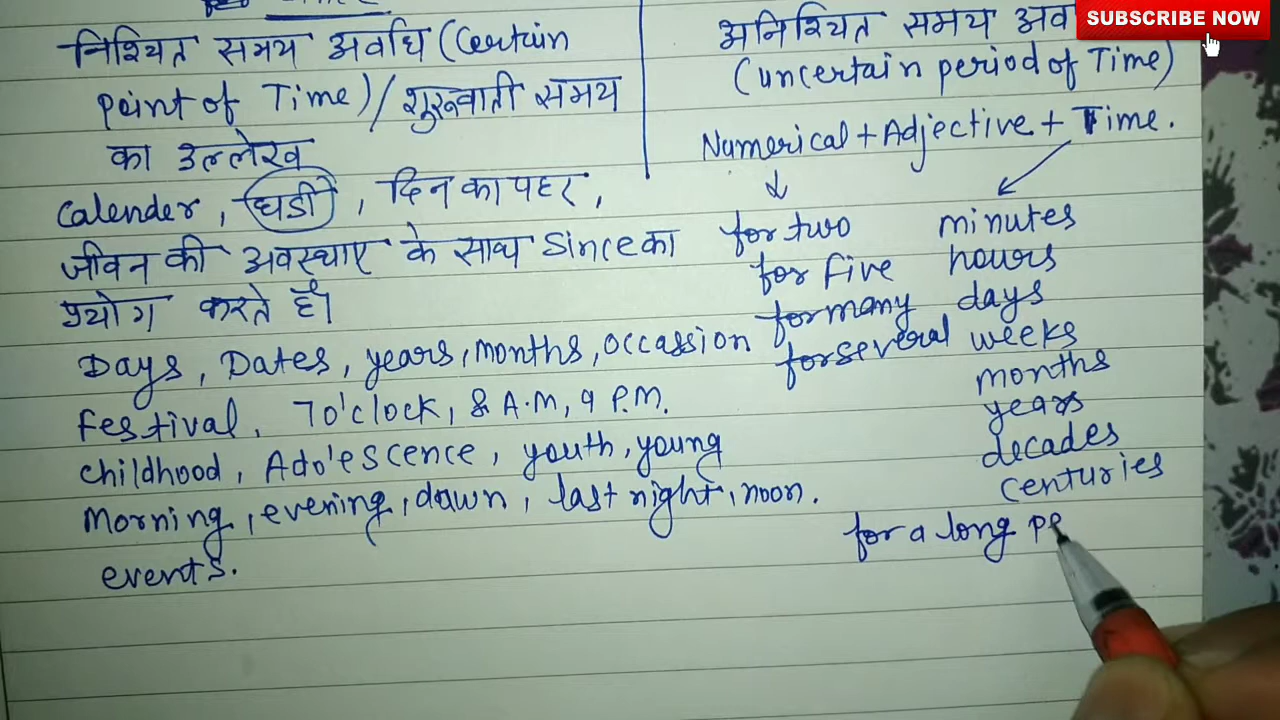 निश्चित समय अवधि (Certain
point of Time)/शुरूवाती समय
का उल्लेख
Calender, घडी, दिन का पहर,
जीवन की अवस्थाए के साथ Since का
प्रयोग करते हैं।
Days, Dates, years, months, occassion
festival, 7o'clock, 8 A.M, 9 P.M.
childhood, Adolescence, youth, young
Morning, evening, dawn, last night, noon.
events.
SUBSCRIBE NOW
अनिश्यित समय अव
(uncertain period of Time)
Numerical + Adjective + Time.
for two minutes
for five hours
for many days
for several weeks
months
years
decades
centuries
for a long pe